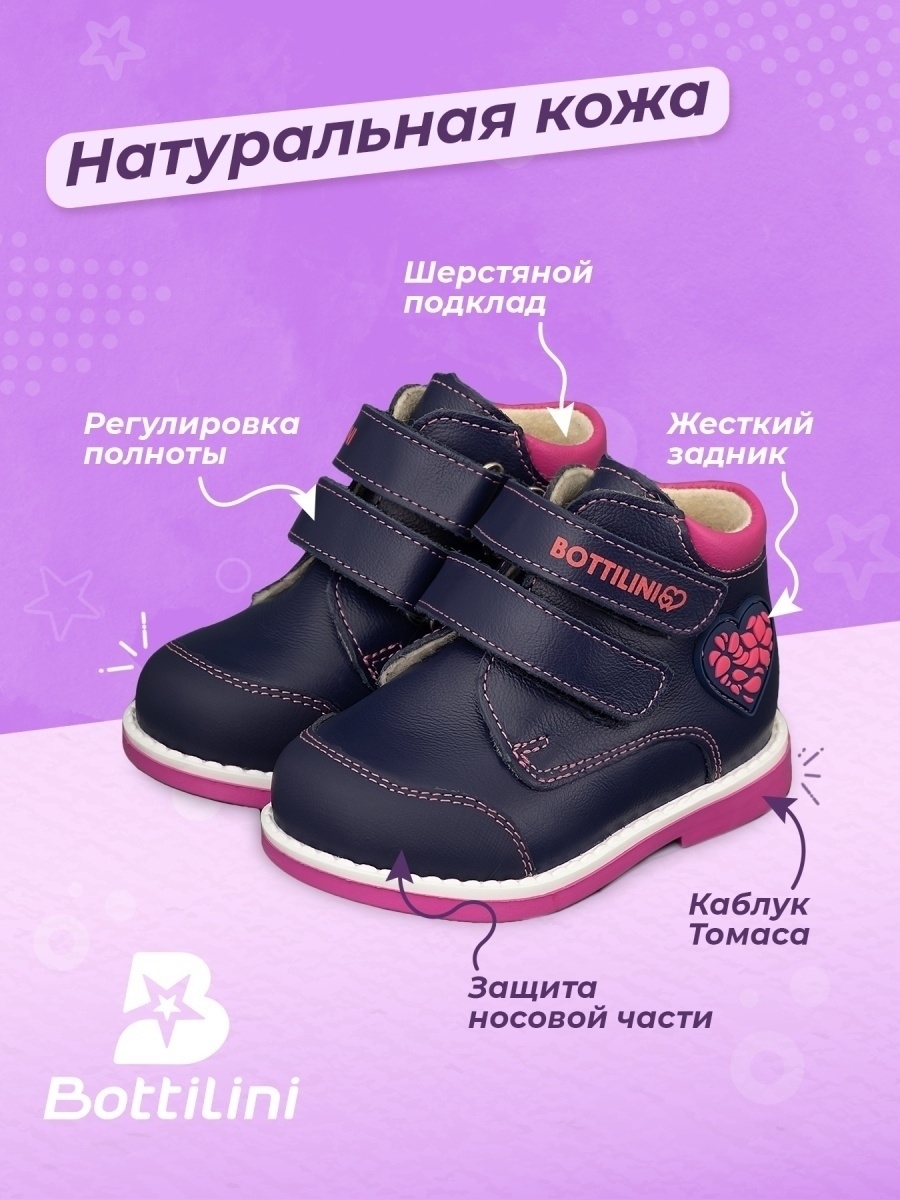 Натуральная кожа
Шерстяной
подклад
Регулировка
полноты
Жесткий
задник
BOTTILINI
Каблук
Томаса
Защита
носовой части
Bottilini